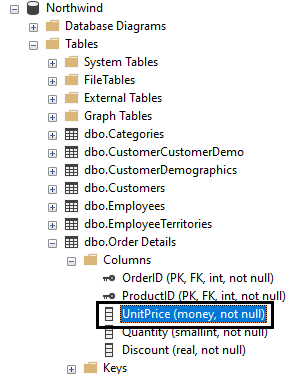 Northwind
Database Diagrams
Tables
System Tables
FileTables
External Tables
Graph Tables
dbo.Categories
dbo.CustomerCustomerDemo
dbo.CustomerDemographics
dbo.Customers
dbo.Employees
dbo.EmployeeTerritories
dbo.Order Details
Columns
OrderID (PK, FK, int, not null)
ProductID (PK, FK, int, not null)
UnitPrice (money, not null)
Quantity (smallint, not null)
Discount (real, not null)
Keys